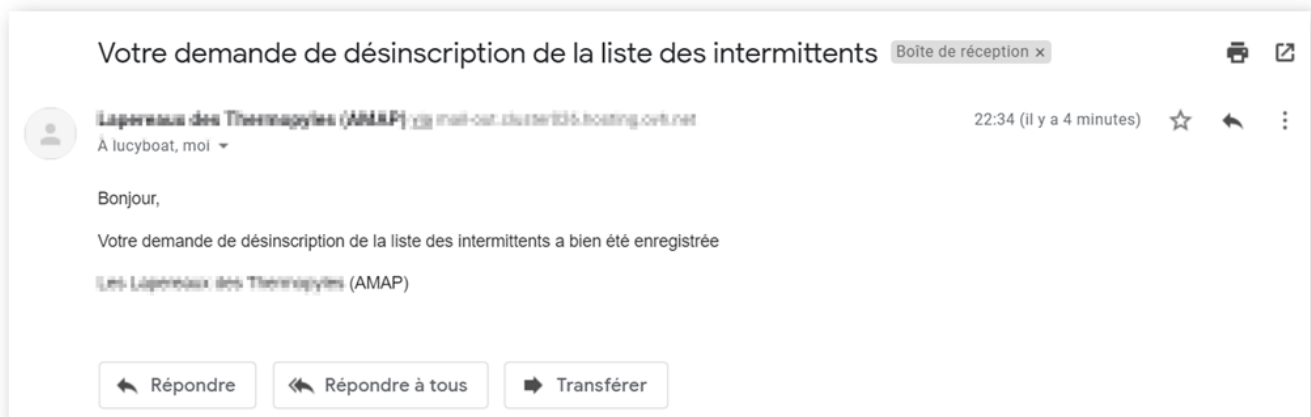 Votre demande de désinscription de la liste des intermittents Boîte de réception ×
(AMAP) 22:34 (il y a 4 minutes)
À lucyboat, moi
Bonjour,
Votre demande de désinscription de la liste des intermittents a bien été enregistrée
(AMAP)
Répondre Répondre à tous Transférer